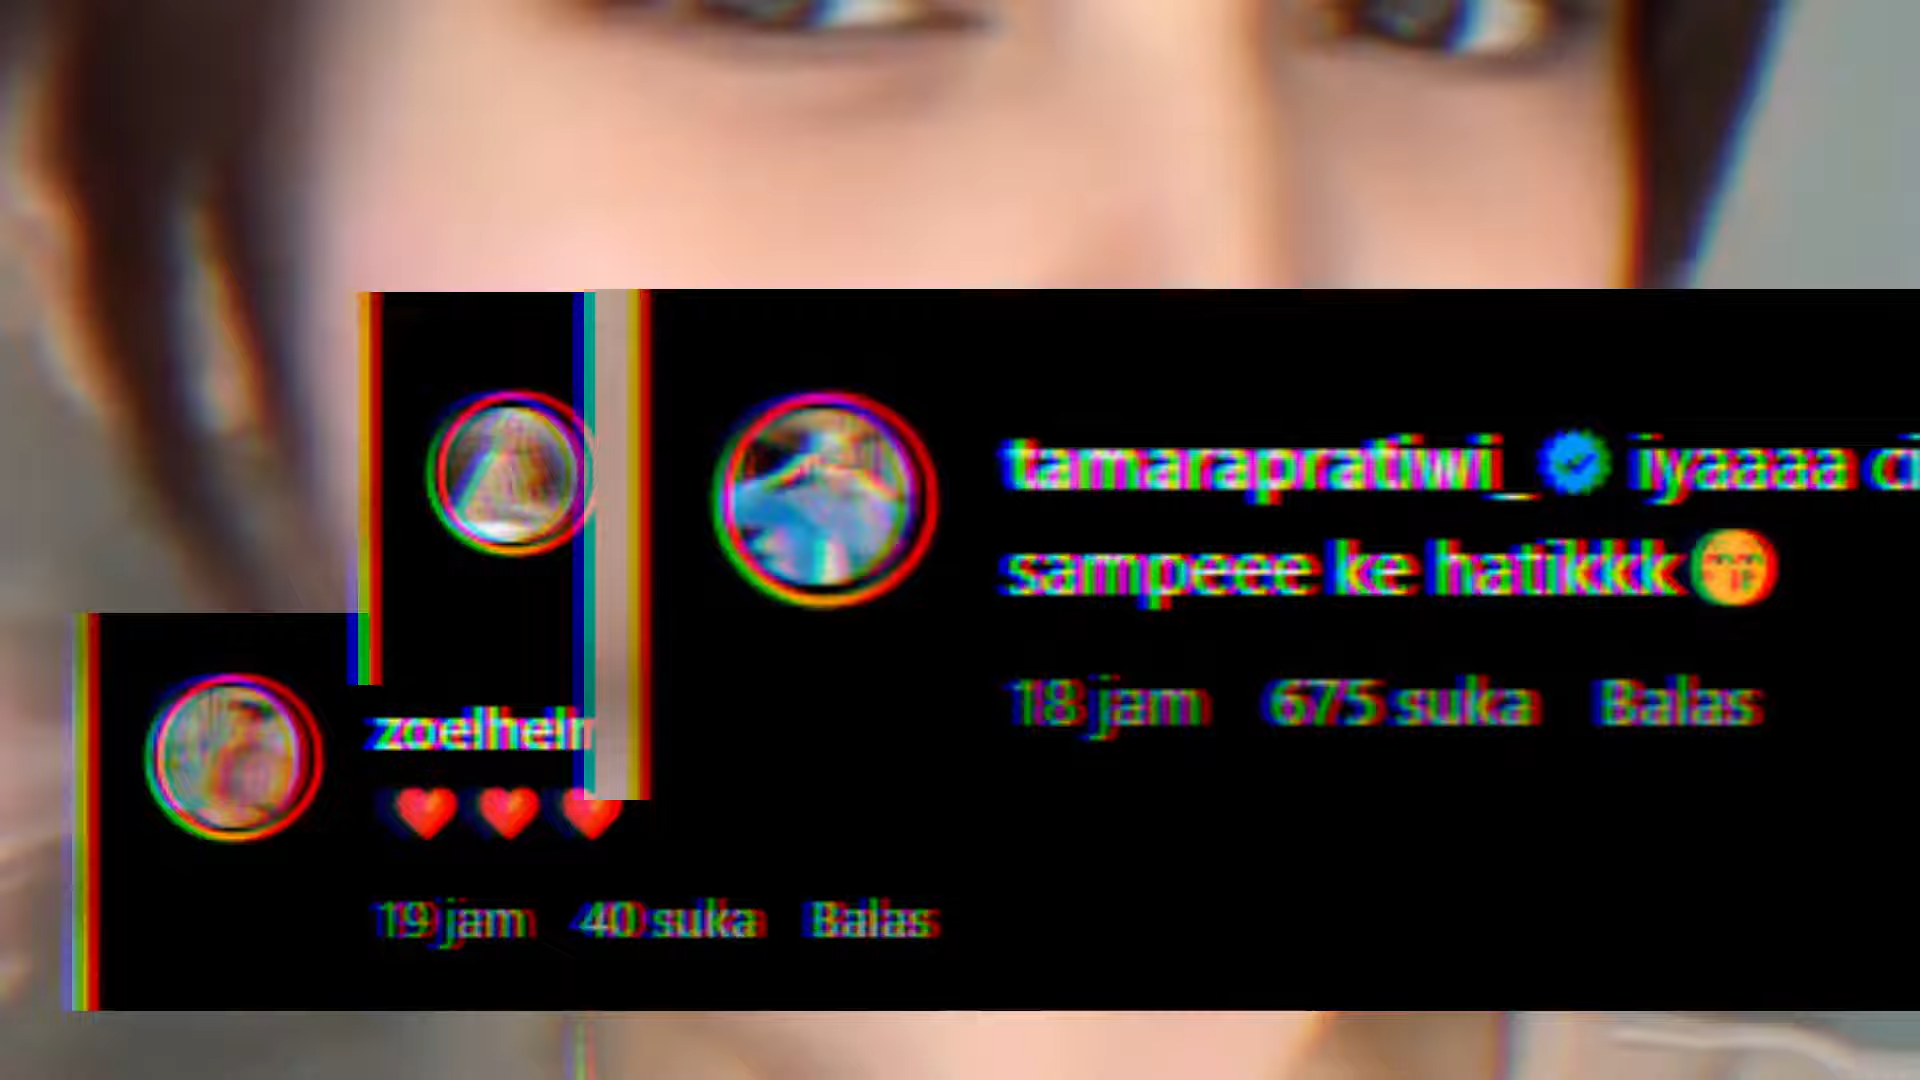 tamarapratiwi_ iyaaaa
sampeee ke hatikkk
18 jam 675 suka Balas
19 jam 40 suka Balas